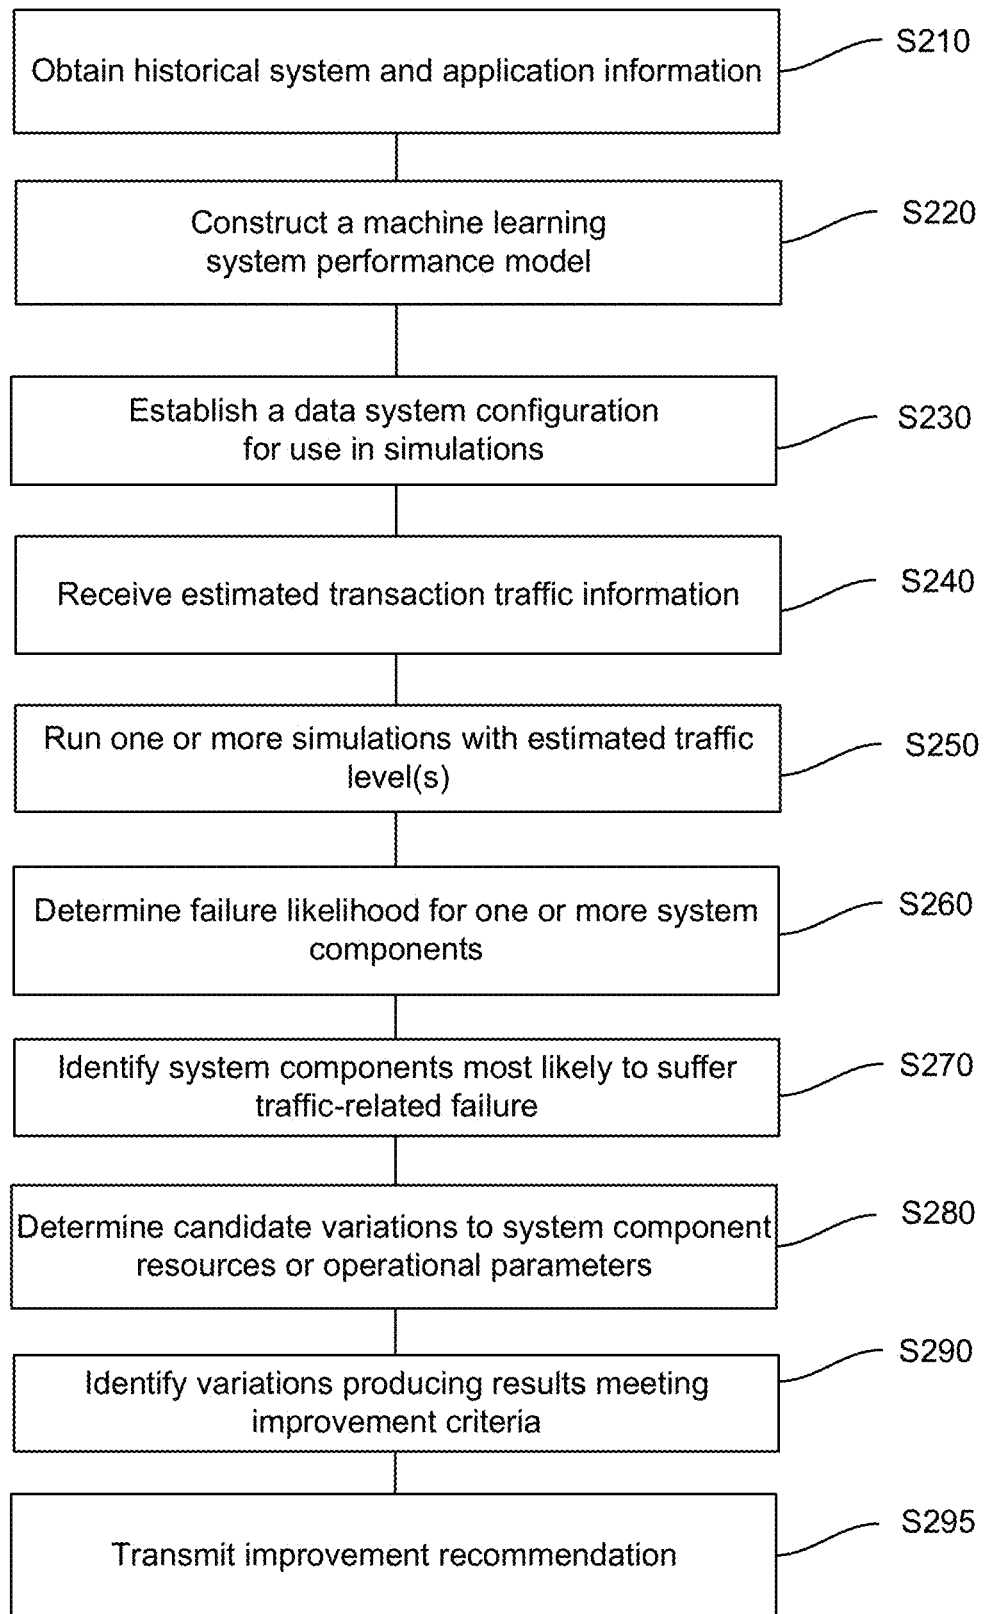 Obtain historical system and application information
S210
Construct a machine learning
system performance model
S220
Establish a data system configuration
for use in simulations
S230
Receive estimated transaction traffic information
S240
Run one or more simulations with estimated traffic
level(s)
S250
Determine failure likelihood for one or more system
components
S260
Identify system components most likely to suffer
traffic-related failure
S270
Determine candidate variations to system component
resources or operational parameters
S280
Identify variations producing results meeting
improvement criteria
S290
Transmit improvement recommendation
S295